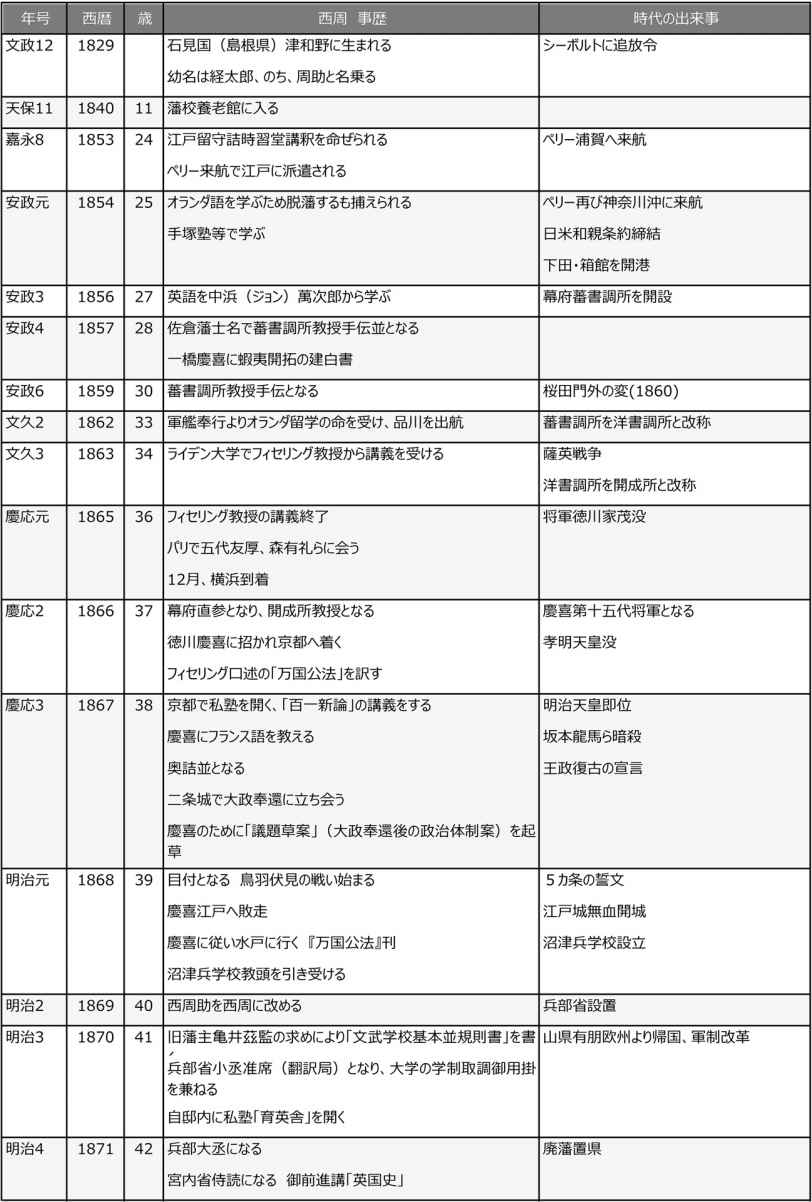 年号 西暦 歳 西周 事歴 時代の出来事
文政12 1829 石見国（島根県）津和野に生まれる シーボルトに追放令
幼名は経太郎、のち、周助と名乗る
天保11 1840 11 藩校養老館に入る
嘉永8 1853 24 江戸留守詰時習堂講釈を命ぜられる ペリー浦賀へ来航
ペリー来航で江戸に派遣される
安政元 1854 25 オランダ語を学ぶため脱藩するも捕えられる ペリー再び神奈川沖に来航
手塚塾等で学ぶ 日米和親条約締結
下田・箱館を開港
安政3 1856 27 英語を中浜（ジョン）萬次郎から学ぶ 幕府蕃書調所を開設
安政4 1857 28 佐倉藩士名で蕃書調所教授手伝並となる
一橋慶喜に蝦夷開拓の建白書
安政6 1859 30 蕃書調所教授手伝となる 桜田門外の変(1860)
文久2 1862 33 軍艦奉行よりオランダ留学の命を受け、品川を出航 蕃書調所を洋書調所と改称
文久3 1863 34 ライデン大学でフィセリング教授から講義を受ける 薩英戦争
洋書調所を開成所と改称
慶応元 1865 36 フィセリング教授の講義終了 将軍徳川家茂没
パリで五代友厚、森有礼らに会う
12月、横浜到着
慶応2 1866 37 幕府直参となり、開成所教授となる 慶喜第十五代将軍となる
徳川慶喜に招かれ京都へ着く 孝明天皇没
フィセリング口述の「万国公法」を訳す
慶応3 1867 38 京都で私塾を開く、「百一新論」の講義をする 明治天皇即位
慶喜にフランス語を教える 坂本龍馬ら暗殺
奥詰並となる 王政復古の宣言
二条城で大政奉還に立ち会う
慶喜のために「議題草案」（大政奉還後の政治体制案）を起
草
明治元 1868 39 目付となる 鳥羽伏見の戦い始まる ５カ条の誓文
慶喜江戸へ敗走 江戸城無血開城
慶喜に従い水戸に行く 『万国公法』刊 沼津兵学校設立
沼津兵学校教頭を引き受ける
明治2 1869 40 西周助を西周に改める 兵部省設置
明治3 1870 41 旧藩主亀井茲監の求めにより「文武学校基本並規則書」を書 山県有朋欧州より帰国、軍制改革
兵部省小丞准席（翻訳局）となり、大学の学制取調御用掛
を兼ねる
自邸内に私塾「育英舎」を開く
明治4 1871 42 兵部大丞になる 廃藩置県
宮内省侍読になる 御前進講「英国史」